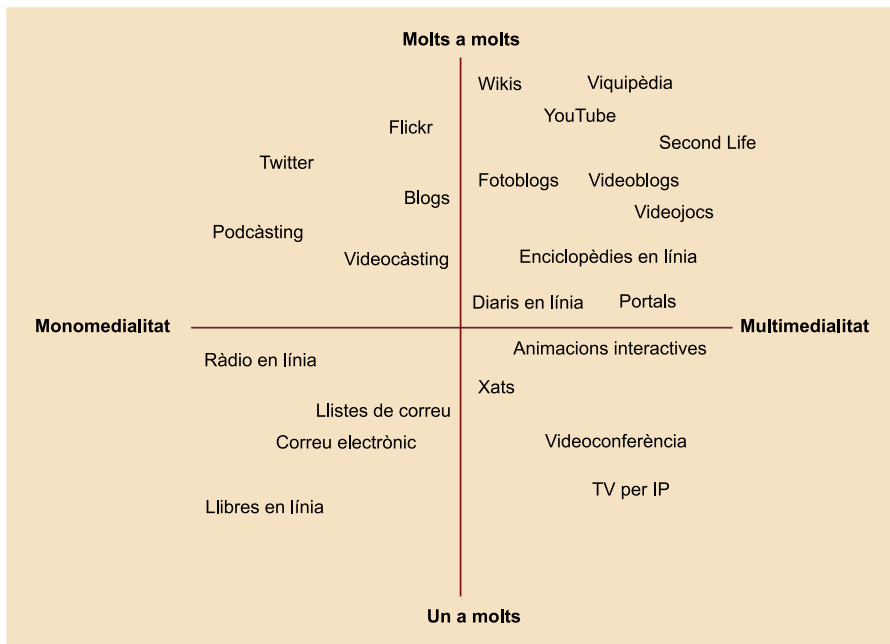 Molts a molts
Wikis
Viquipèdia
YouTube
Flickr
Second Life
Twitter
Fotoblogs
Videoblogs
Blogs
Videojocs
Podcàsting
Videocàsting
Enciclopèdies en línia
Diaris en línia
Portals
Monomedialitat
Multimedialitat
Animacions interactives
Ràdio en línia
Xats
Llistes de correu
Correu electrònic
Videoconferència
TV per IP
Llibres en línia
Un a molts